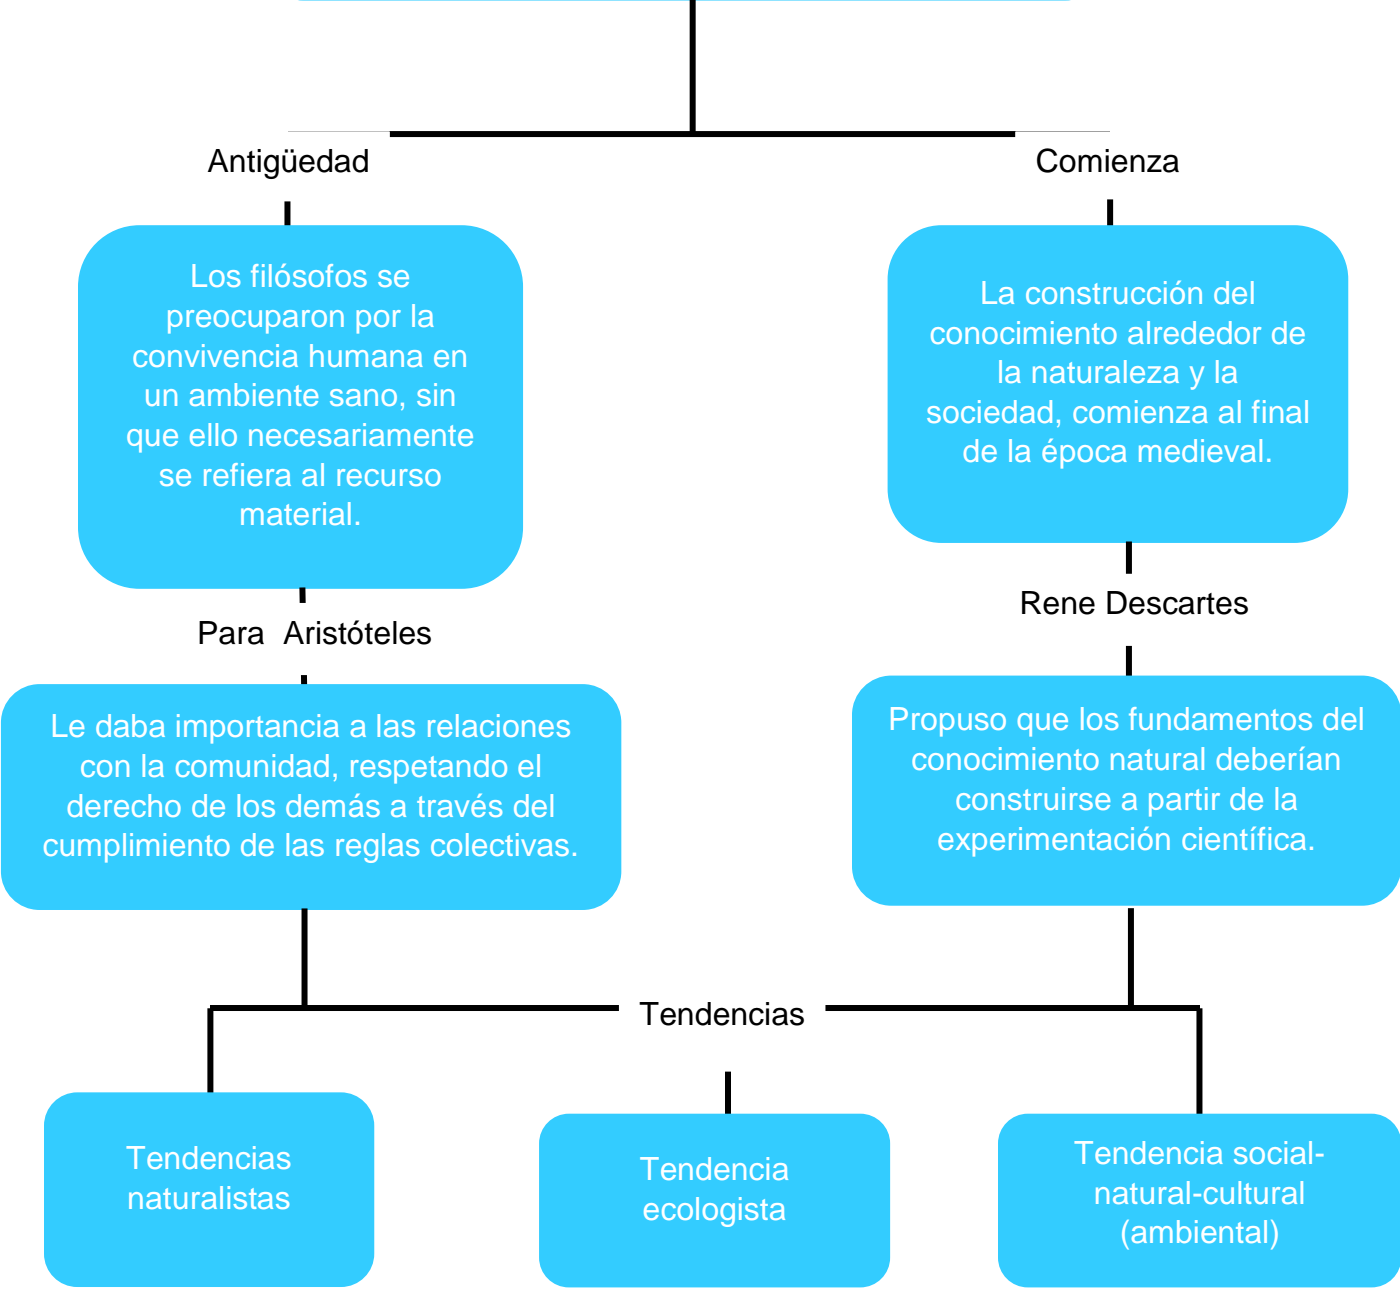 Antigüedad
Comienza
Los filósofos se
preocuparon por la
convivencia humana en
un ambiente sano, sin
que ello necesariamente
se refiera al recurso
material.
La construcción del
conocimiento alrededor de
la naturaleza y la
sociedad, comienza al final
de la época medieval.
Para  Aristóteles
Rene Descartes
Le daba importancia a las relaciones
con la comunidad, respetando el
derecho de los demás a través del
cumplimiento de las reglas colectivas.
Propuso que los fundamentos del
conocimiento natural deberían
construirse a partir de la
experimentación científica.
Tendencias
Tendencias
naturalistas
Tendencia
ecologista
Tendencia social-
natural-cultural
(ambiental)